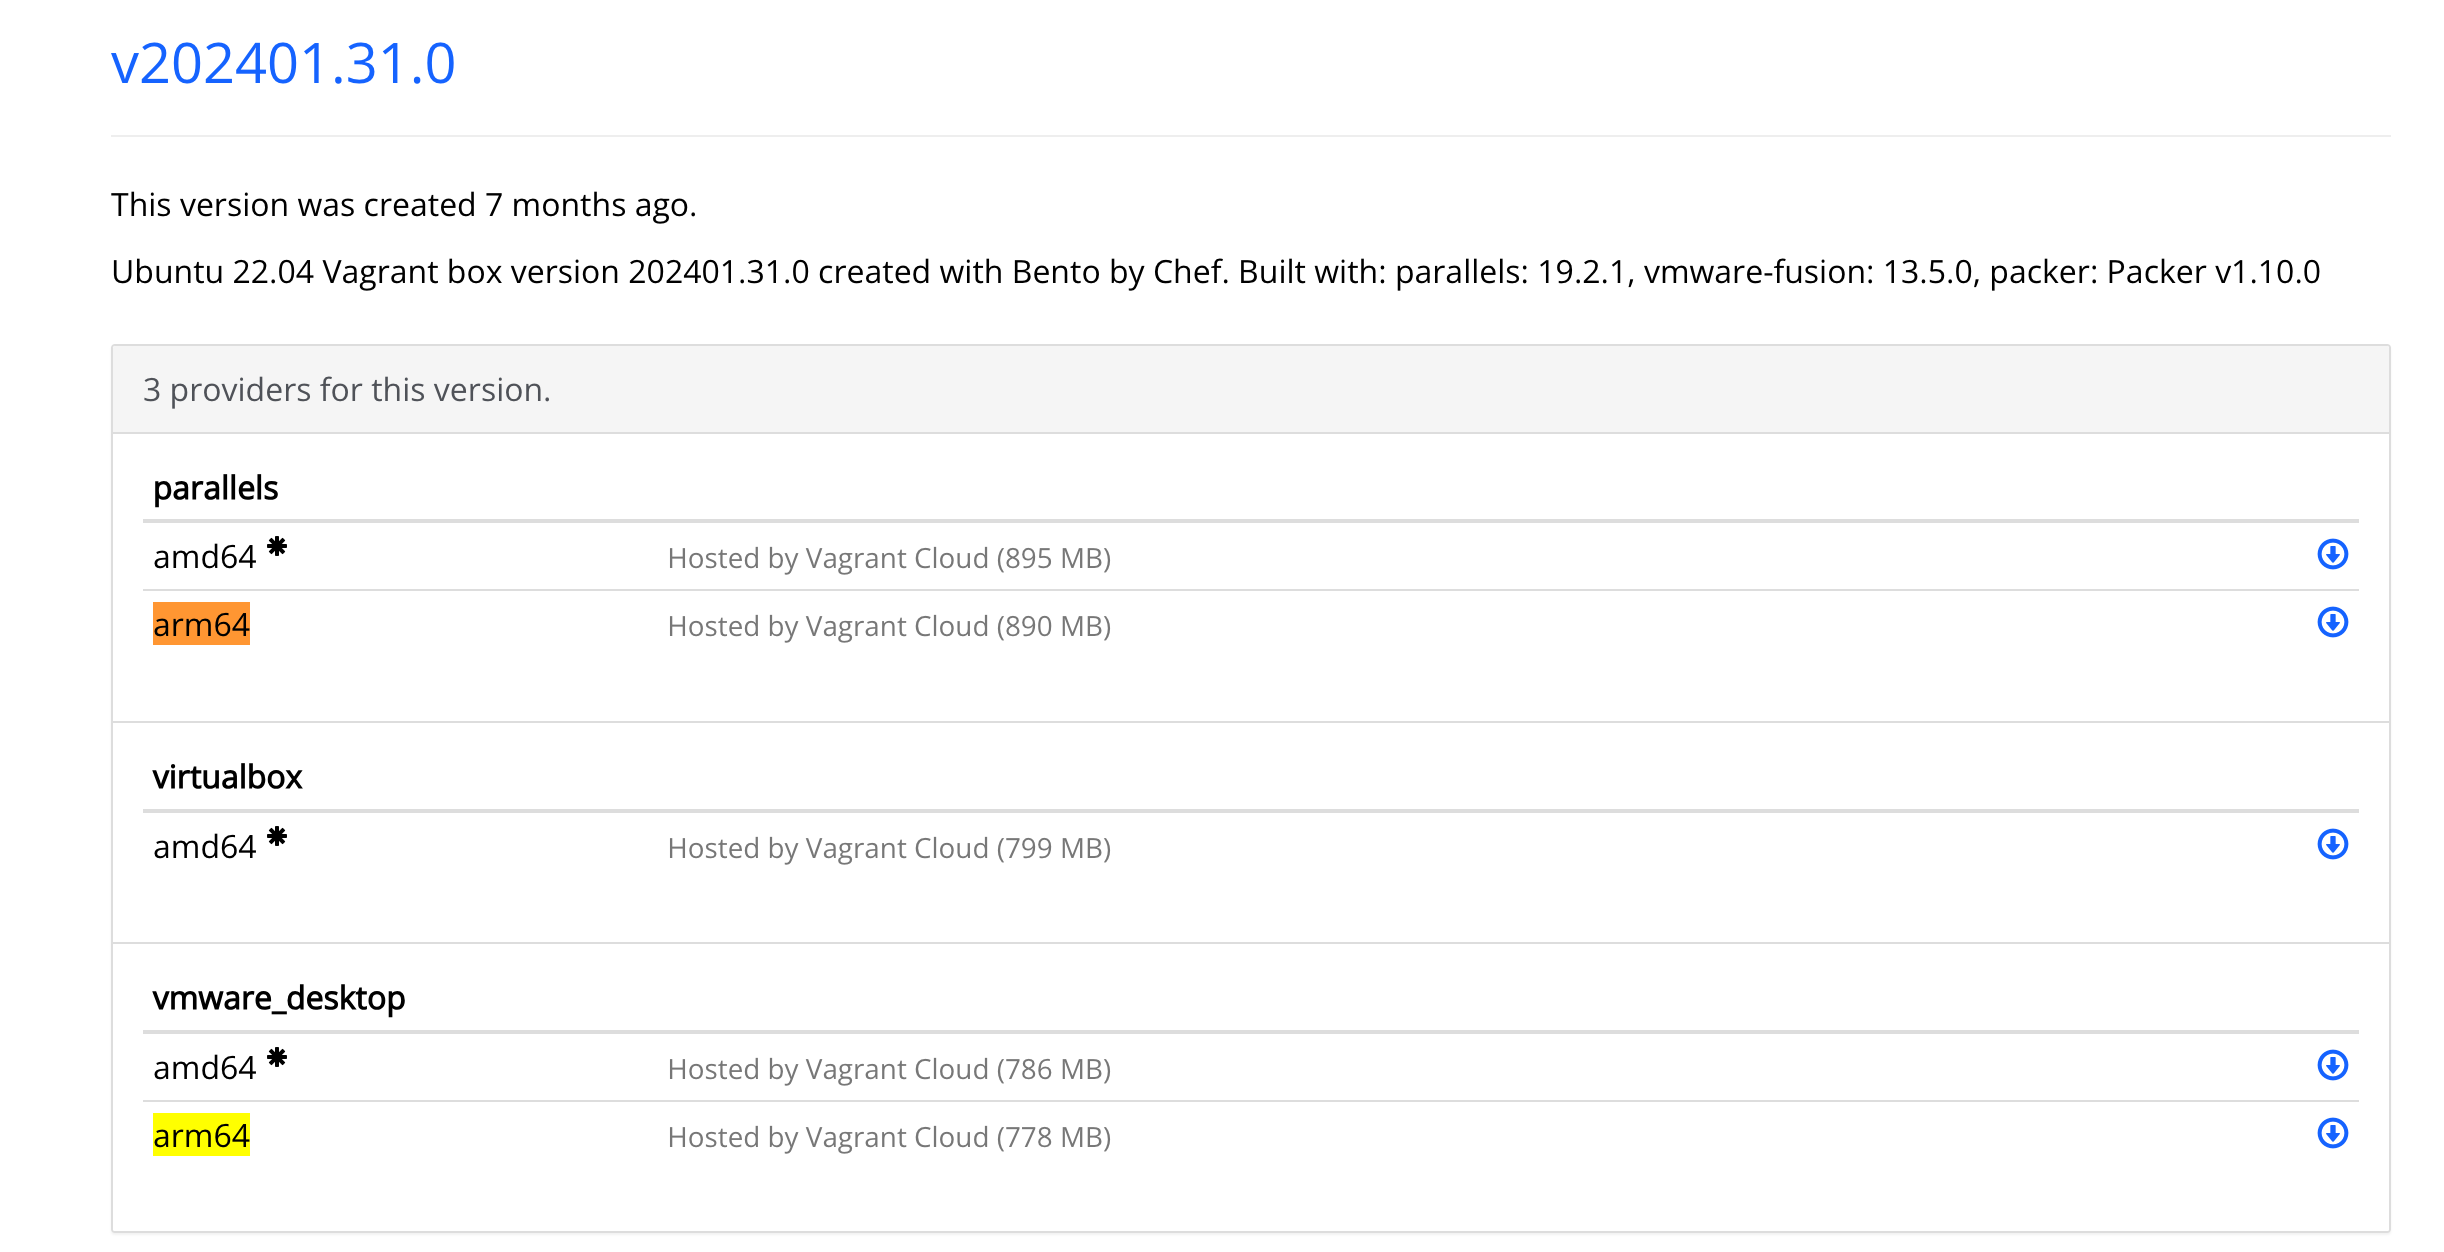 v202401.31.0
This version was created 7 months ago.
Ubuntu 22.04 Vagrant box version 202401.31.0 created with Bento by Chef. Built with: parallels: 19.2.1, vmware-fusion: 13.5.0, packer: Packer v1.10.0
3 providers for this version.
parallels
amd64 * Hosted by Vagrant Cloud (895 MB)
arm64 Hosted by Vagrant Cloud (890 MB)
virtualbox
amd64 * Hosted by Vagrant Cloud (799 MB)
vmware_desktop
amd64 * Hosted by Vagrant Cloud (786 MB)
arm64 Hosted by Vagrant Cloud (778 MB)